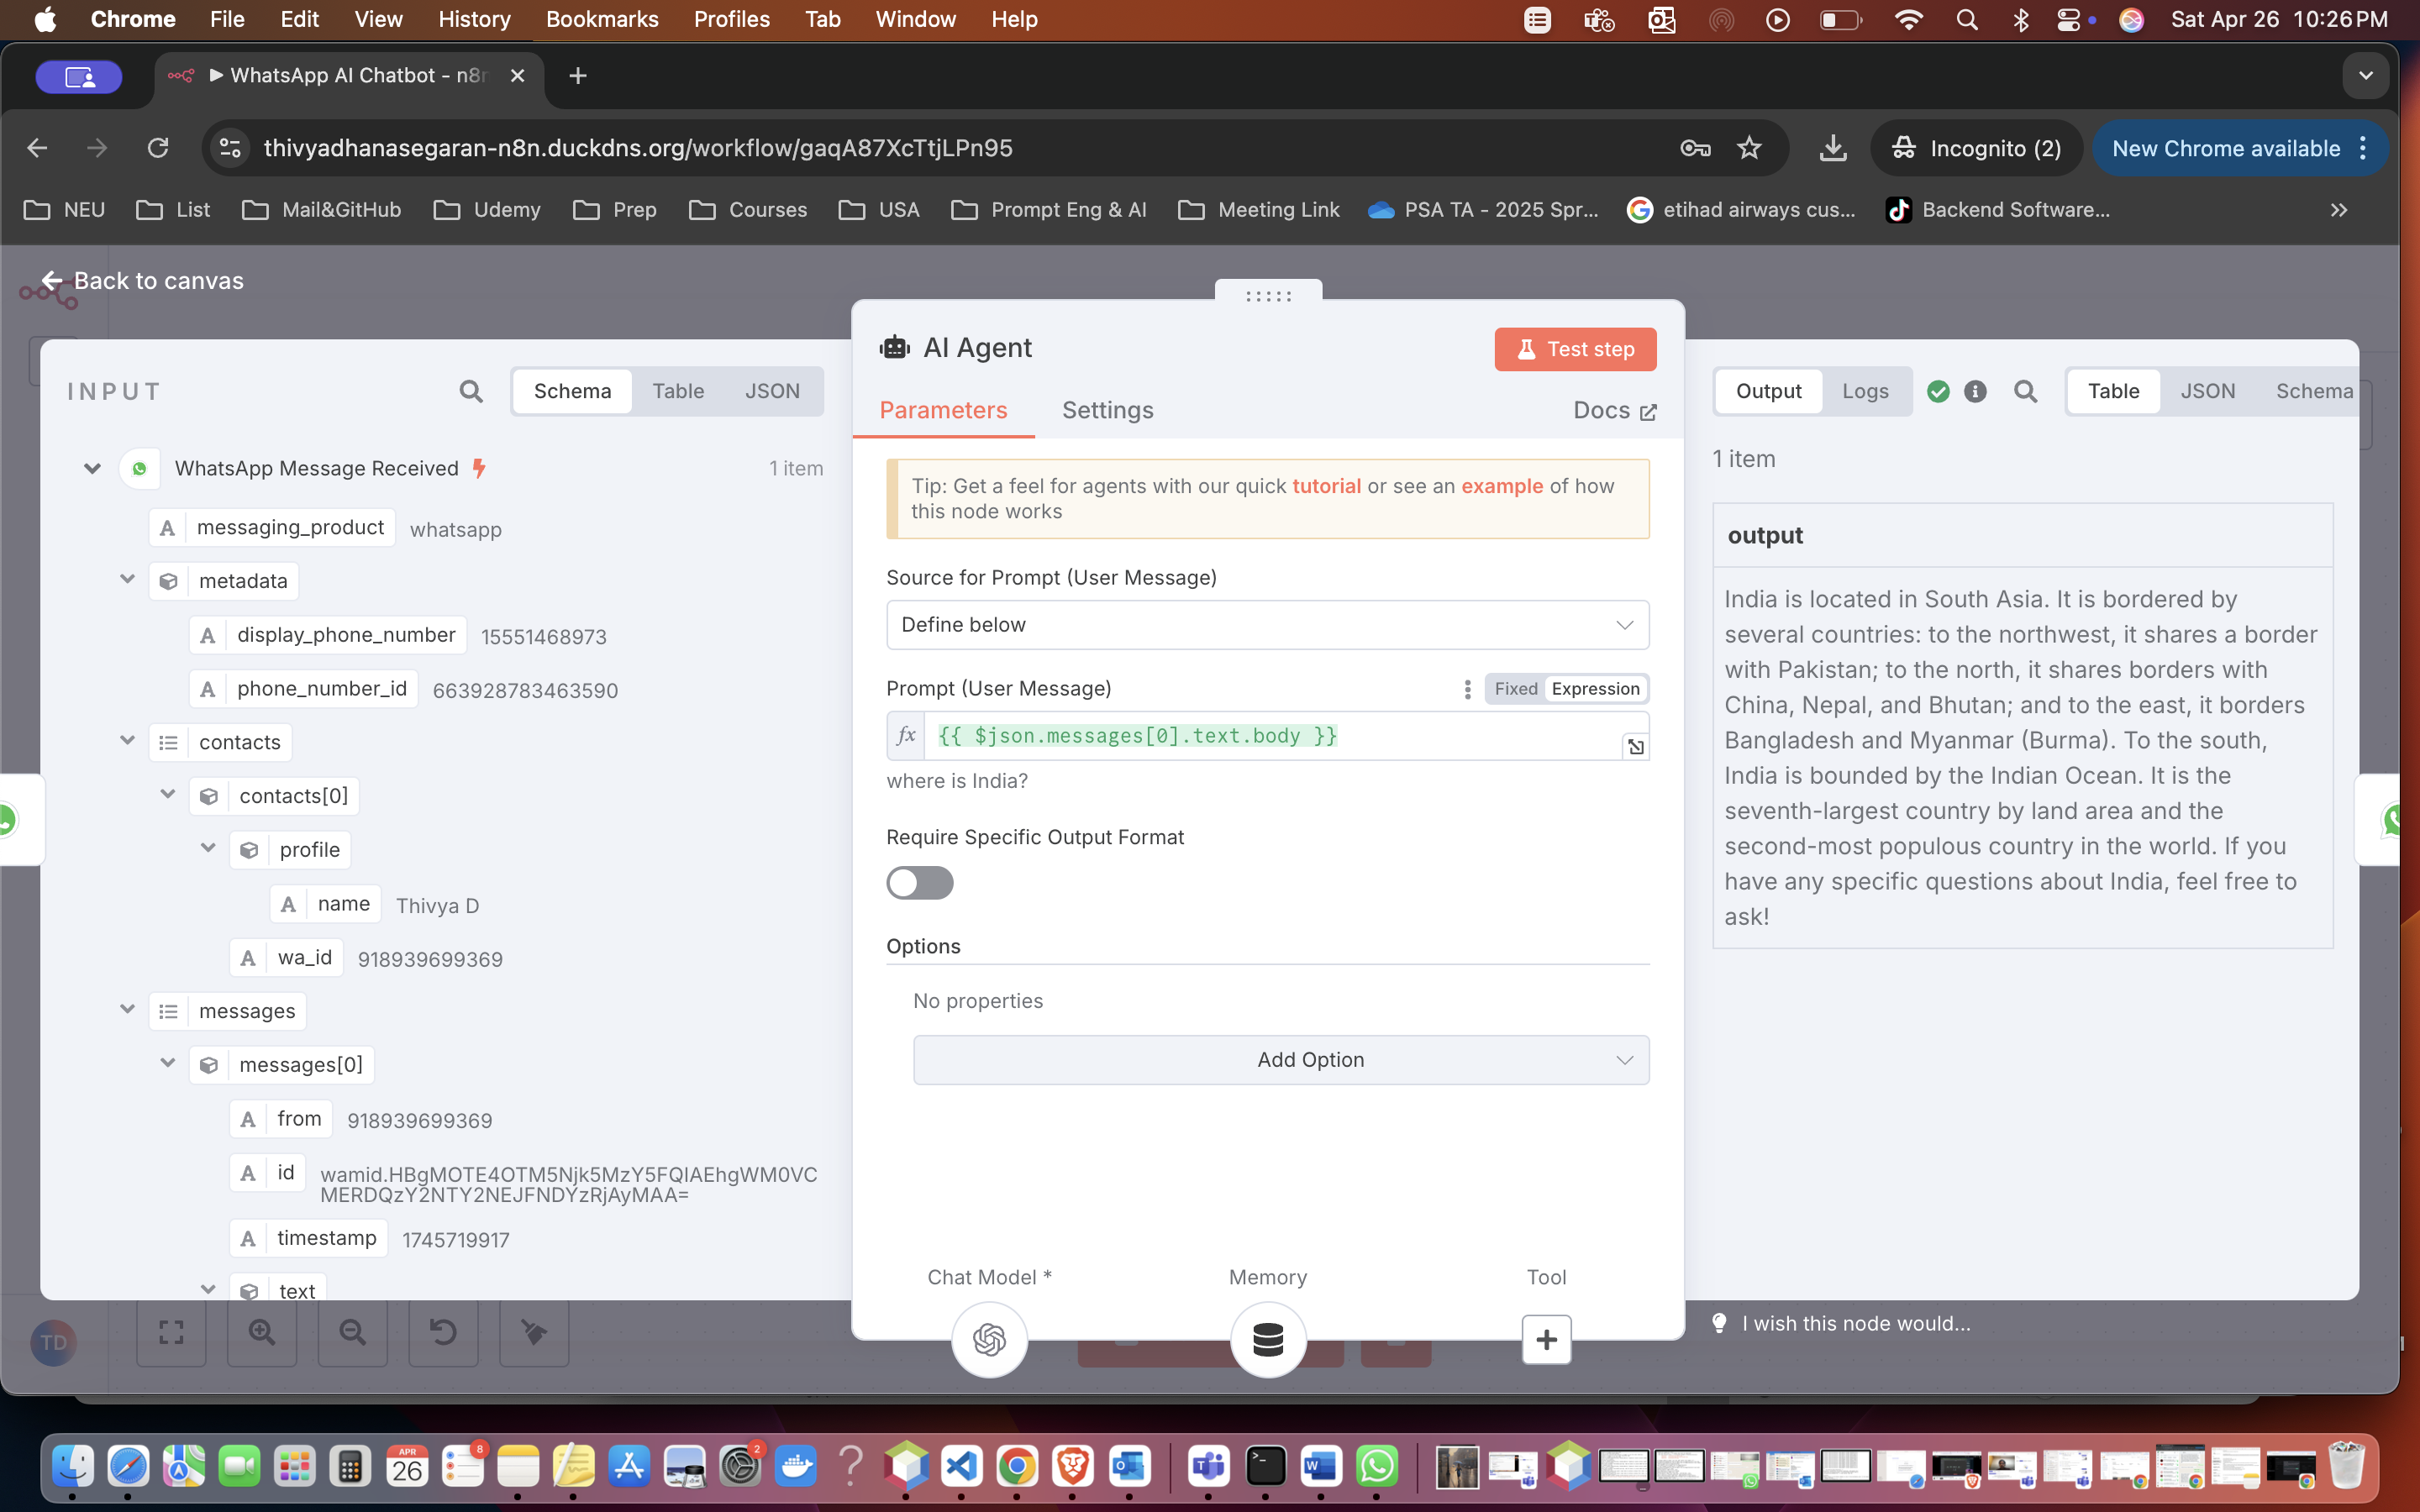 Chrome File Edit View History Bookmarks Profiles Tab Window Help Sat Apr 26 10:26 PM
WhatsApp AI Chatbot - n8n
thivyadhanasegaran-n8n.duckdns.org/workflow/gaqA87XcTtjLPn95
Incognito (2)
New Chrome available
NEU List Mail&GitHub Udemy Prep Courses USA Prompt Eng & AI Meeting Link PSA TA - 2025 Spr... etihad airways cus... Backend Software...
Back to canvas
INPUT
Schema Table JSON
WhatsApp Message Received
1 item
messaging_product whatsapp
metadata
display_phone_number 15551468973
phone_number_id 663928783463590
contacts
contacts[0]
profile
name Thivya D
wa_id 918939699369
messages
messages[0]
from 918939699369
id wamid.HBgMOTE4OTM5Njk5MzY5FQIAEhgWM0VC
MERDQzY2NTY2NEJFNDYzRjAyMAA=
timestamp 1745719917
text
AI Agent
Test step
Parameters Settings Docs
Tip: Get a feel for agents with our quick tutorial or see an example of how
this node works
Source for Prompt (User Message)
Define below
Prompt (User Message)
Fixed Expression
fx {{ $json.messages[0].text.body }}
where is India?
Require Specific Output Format
Options
No properties
Add Option
Chat Model * Memory Tool
Output Logs
Table JSON Schema
1 item
output
India is located in South Asia. It is bordered by
several countries: to the northwest, it shares a border
with Pakistan; to the north, it shares borders with
China, Nepal, and Bhutan; and to the east, it borders
Bangladesh and Myanmar (Burma). To the south,
India is bounded by the Indian Ocean. It is the
seventh-largest country by land area and the
second-most populous country in the world. If you
have any specific questions about India, feel free to
ask!
I wish this node would...
TD
APR
26
8
2